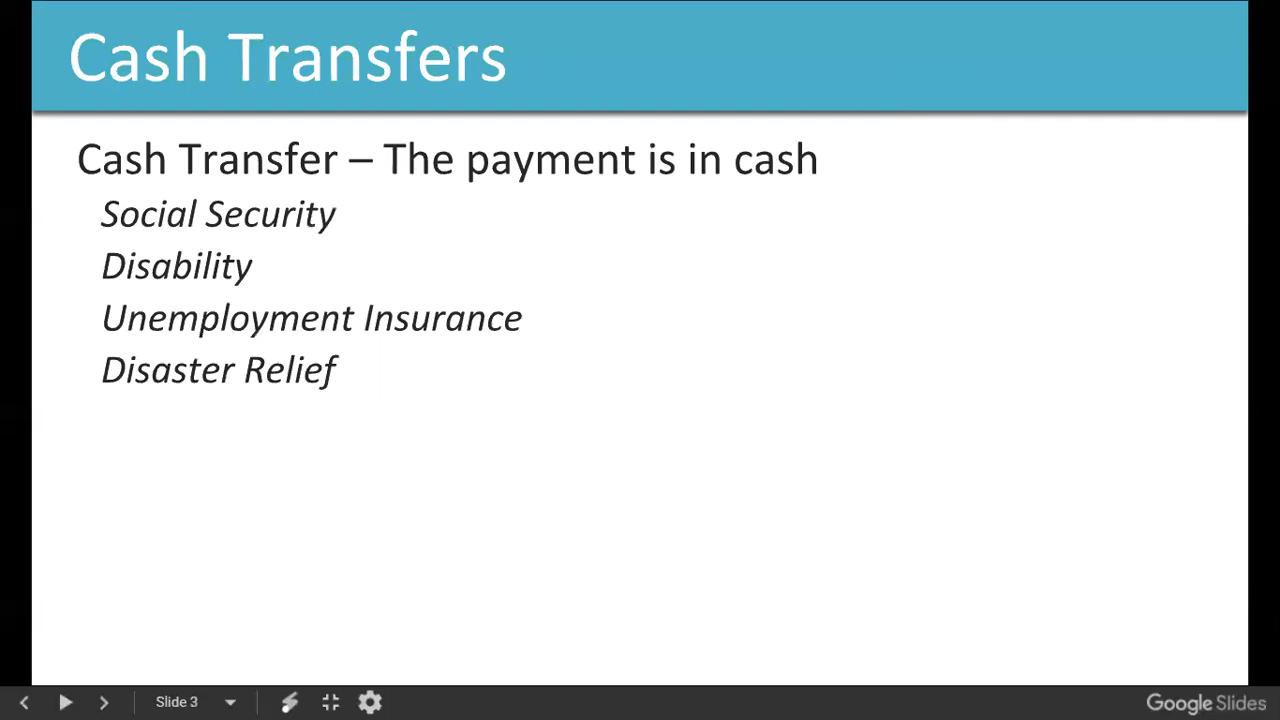 Cash Transfers
Cash Transfer – The payment is in cash
Social Security
Disability
Unemployment Insurance
Disaster Relief
Slide 3
Google Slides